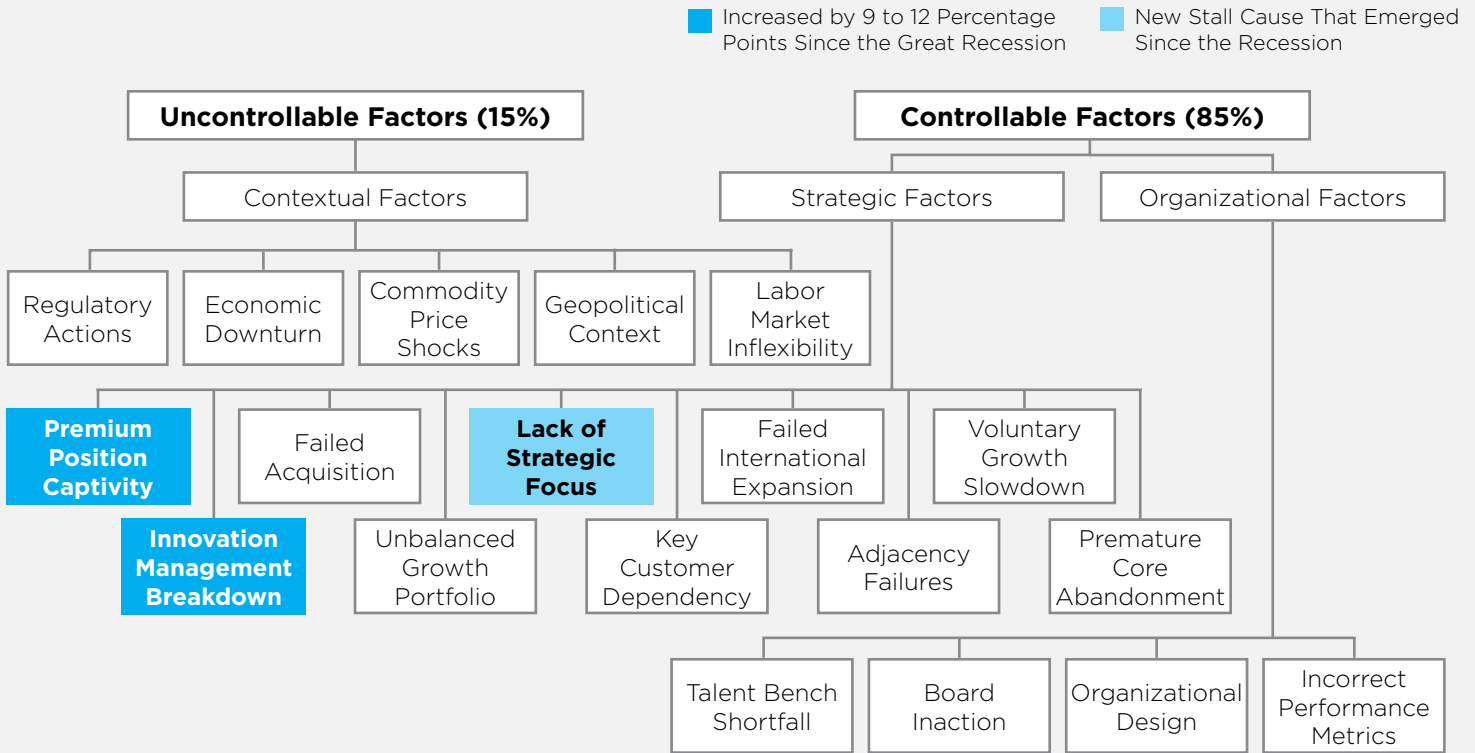 Increased by 9 to 12 Percentage
Points Since the Great Recession
New Stall Cause That Emerged
Since the Recession
Uncontrollable Factors (15%)
Controllable Factors (85%)
Contextual Factors
Strategic Factors
Organizational Factors
Regulatory
Actions
Economic
Downturn
Commodity
Price
Shocks
Geopolitical
Context
Labor
Market
Inflexibility
Premium
Position
Captivity
Failed
Acquisition
Lack of
Strategic
Focus
Failed
International
Expansion
Voluntary
Growth
Slowdown
Innovation
Management
Breakdown
Unbalanced
Growth
Portfolio
Key
Customer
Dependency
Adjacency
Failures
Premature
Core
Abandonment
Talent Bench
Shortfall
Board
Inaction
Organizational
Design
Incorrect
Performance
Metrics